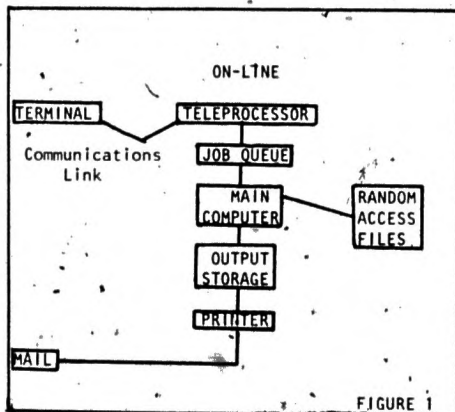 ON-LINE
TERMINAL
TELEPROCESSOR
Communications
Link
JOB QUEUE
MAIN
COMPUTER
RANDOM
ACCESS
FILES
OUTPUT
STORAGE
PRINTER
MAIL
FIGURE 1